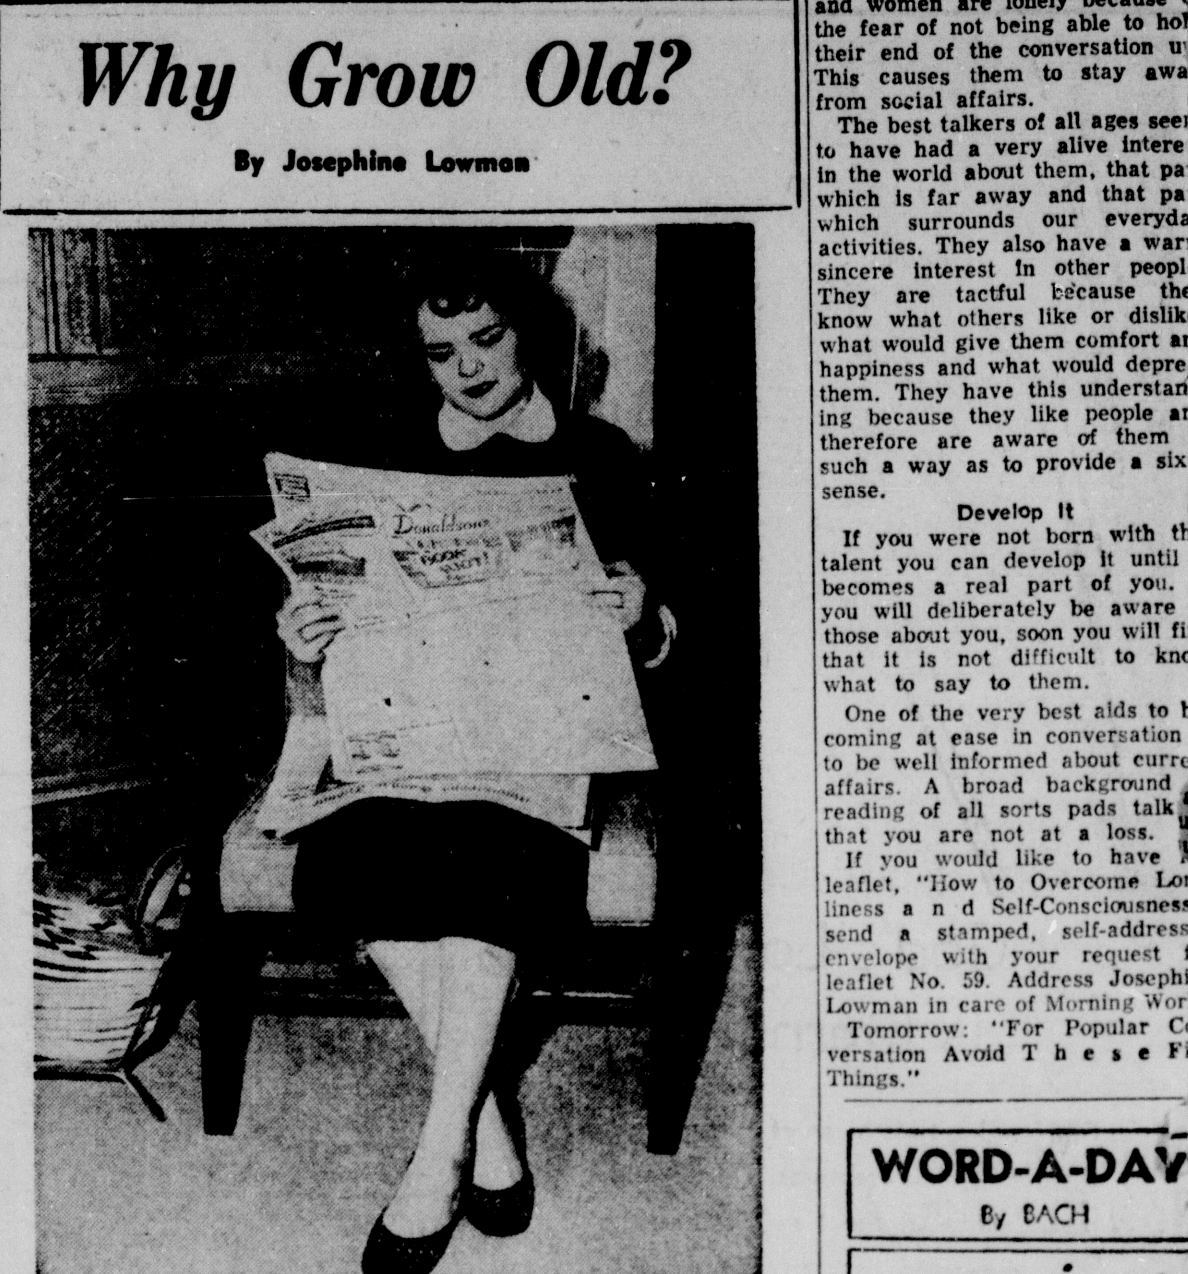 Why Grow Old?
By Josephine Lowman
Donaldson's
BOOK
and women are lonely because
the fear of not being able to hol
their end of the conversation u
This causes them to stay awa
from social affairs.
The best talkers of all ages see
to have had a very alive intere
in the world about them, that pa
which is far away and that pa
which surrounds our everyda
activities. They also have a war
sincere interest in other peopl
They are tactful because the
know what others like or dislik
what would give them comfort an
happiness and what would depre
them. They have this understan
ing because they like people an
therefore are aware of them
such a way as to provide a six
sense.
Develop It
If you were not born with th
talent you can develop it until
becomes a real part of you.
you will deliberately be aware
those about you, soon you will fi
that it is not difficult to kno
what to say to them.
One of the very best aids to b
coming at ease in conversation
to be well informed about curre
affairs. A broad background
reading of all sorts pads talk
that you are not at a loss.
If you would like to have
leaflet, "How to Overcome Lon
liness a n d Self-Consciousness
send a stamped, self-address
envelope with your request f
leaflet No. 59. Address Josephi
Lowman in care of Morning Wor
Tomorrow: "For Popular Co
versation Avoid T h e s e Fi
Things."
WORD-A-DAY
By BACH